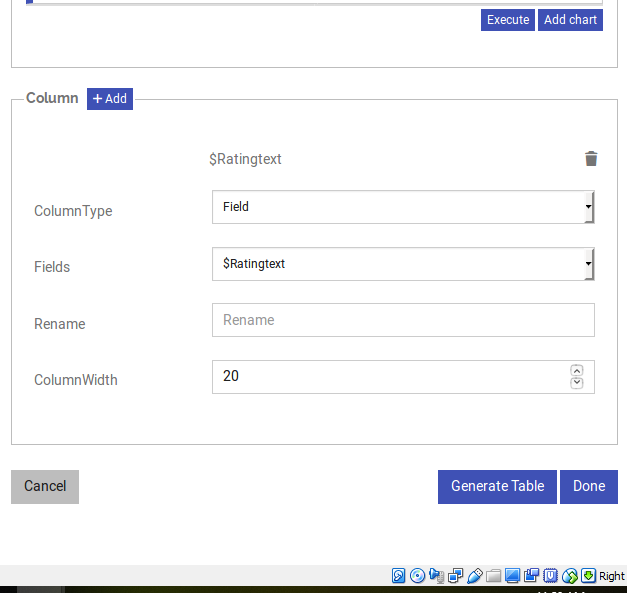 Execute Add chart
Column + Add
$Ratingtext
ColumnType Field
Fields $Ratingtext
Rename Rename
ColumnWidth 20
Cancel Generate Table Done
Right